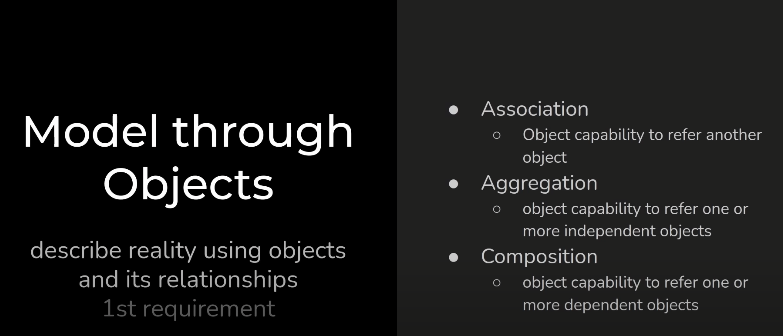 Model through
Objects
describe reality using objects
and its relationships
1st requirement
● Association
○ Object capability to refer another
object
● Aggregation
○ object capability to refer one or
more independent objects
● Composition
○ object capability to refer one or
more dependent objects